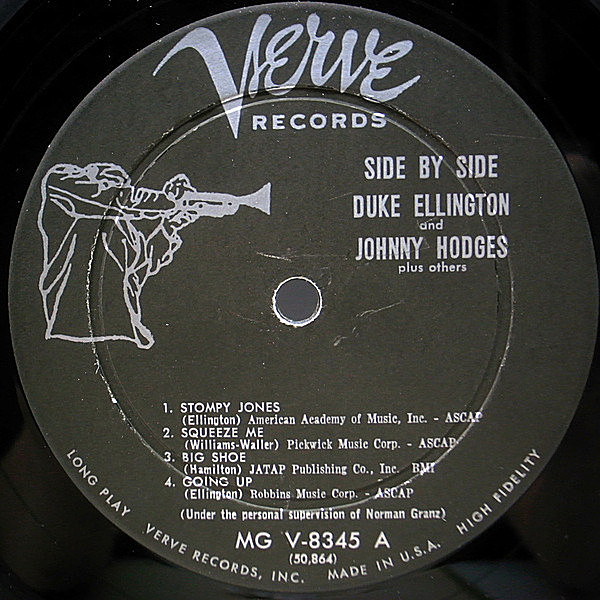 Verve
RECORDS
SIDE BY SIDE
DUKE ELLINGTON
and
JOHNNY HODGES
plus others
1. STOMPY JONES
(Ellington) American Academy of Music, Inc. - ASCAP
2. SQUEEZE ME
(Williams-Waller) Pickwick Music Corp. - ASCAP
3. BIG SHOE
(Hamilton) JATAP Publishing Co., Inc. BMI
4. GOING UP
(Ellington) Robbins Music Corp. - ASCAP
(Under the personal supervision of Norman Granz)
MG V-8345 A
(50,864)
LONG PLAY VERVE RECORDS, INC. MADE IN U.S.A. HIGH FIDELITY